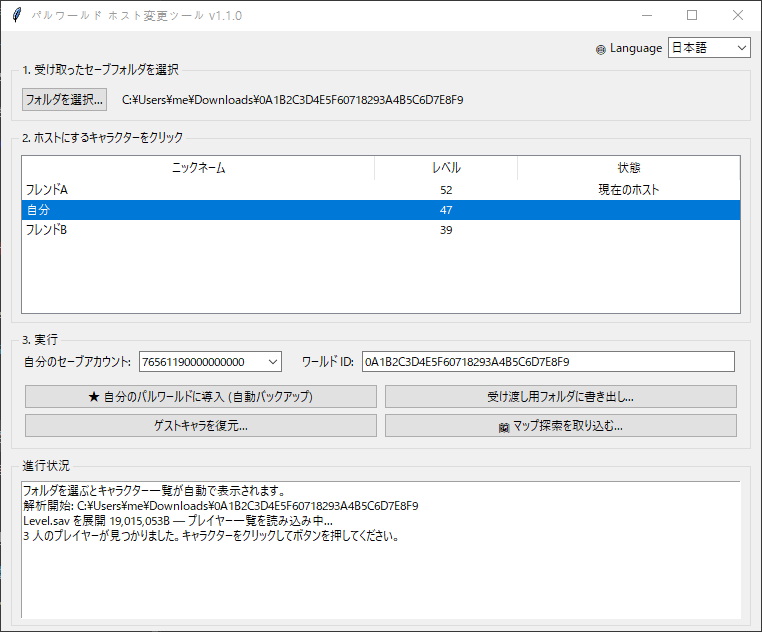 パルワールド ホスト変更ツール v1.1.0
Language 日本語
1. 受け取ったセーブフォルダを選択
フォルダを選択... C:¥Users¥me¥Downloads¥0A1B2C3D4E5F60718293A4B5C6D7E8F9
2. ホストにするキャラクターをクリック
ニックネーム レベル 状態
フレンドA 52 現在のホスト
自分 47
フレンドB 39
3. 実行
自分のセーブアカウント: 76561190000000000 ワールド ID: 0A1B2C3D4E5F60718293A4B5C6D7E8F9
★ 自分のパルワールドに導入 (自動バックアップ) 受け渡し用フォルダに書き出し...
ゲストキャラを復元... マップ探索を取り込む...
進行状況
フォルダを選ぶとキャラクター一覧が自動で表示されます。
解析開始: C:¥Users¥me¥Downloads¥0A1B2C3D4E5F60718293A4B5C6D7E8F9
Level.sav を展開 19,015,053B — プレイヤー一覧を読み込み中...
3 人のプレイヤーが見つかりました。キャラクターをクリックしてボタンを押してください。